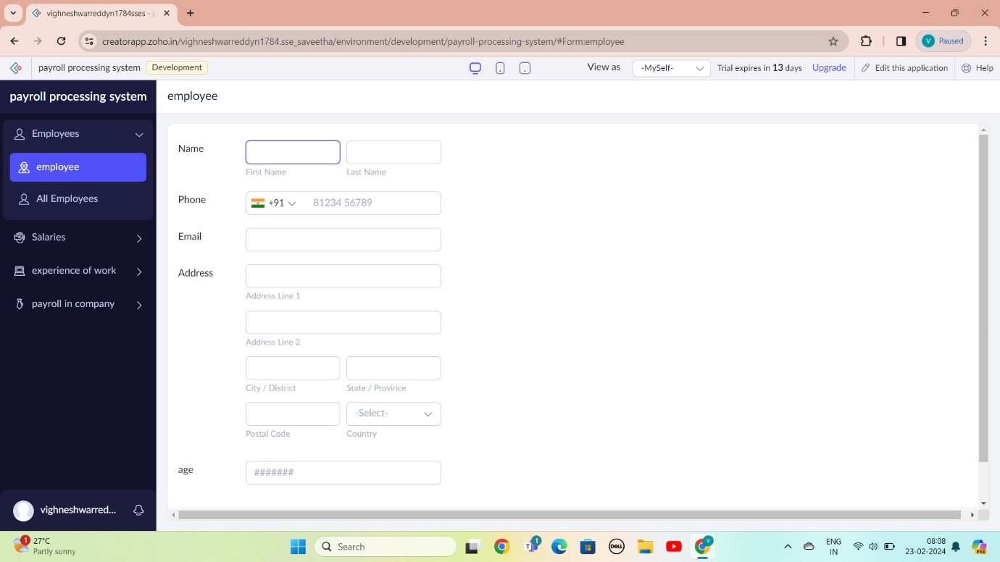 vighneshwarreddyn1784sses -
creatorapp.zoho.in/vighneshwarreddyn1784.sse_saveetha/environment/development/payroll-processing-system/#Form:employee
V Paused
payroll processing system Development
View as -MySelf- Trial expires in 13 days Upgrade Edit this application Help
payroll processing system
employee
Employees
employee
All Employees
Salaries
experience of work
payroll in company
vighneshwarred...
Name
First Name Last Name
Phone +91 81234 56789
Email
Address
Address Line 1
Address Line 2
City / District State / Province
-Select-
Postal Code Country
age #######
1 27°C
Partly sunny
Search
1
DELL
V
ENG
IN
08:08
23-02-2024
PRE